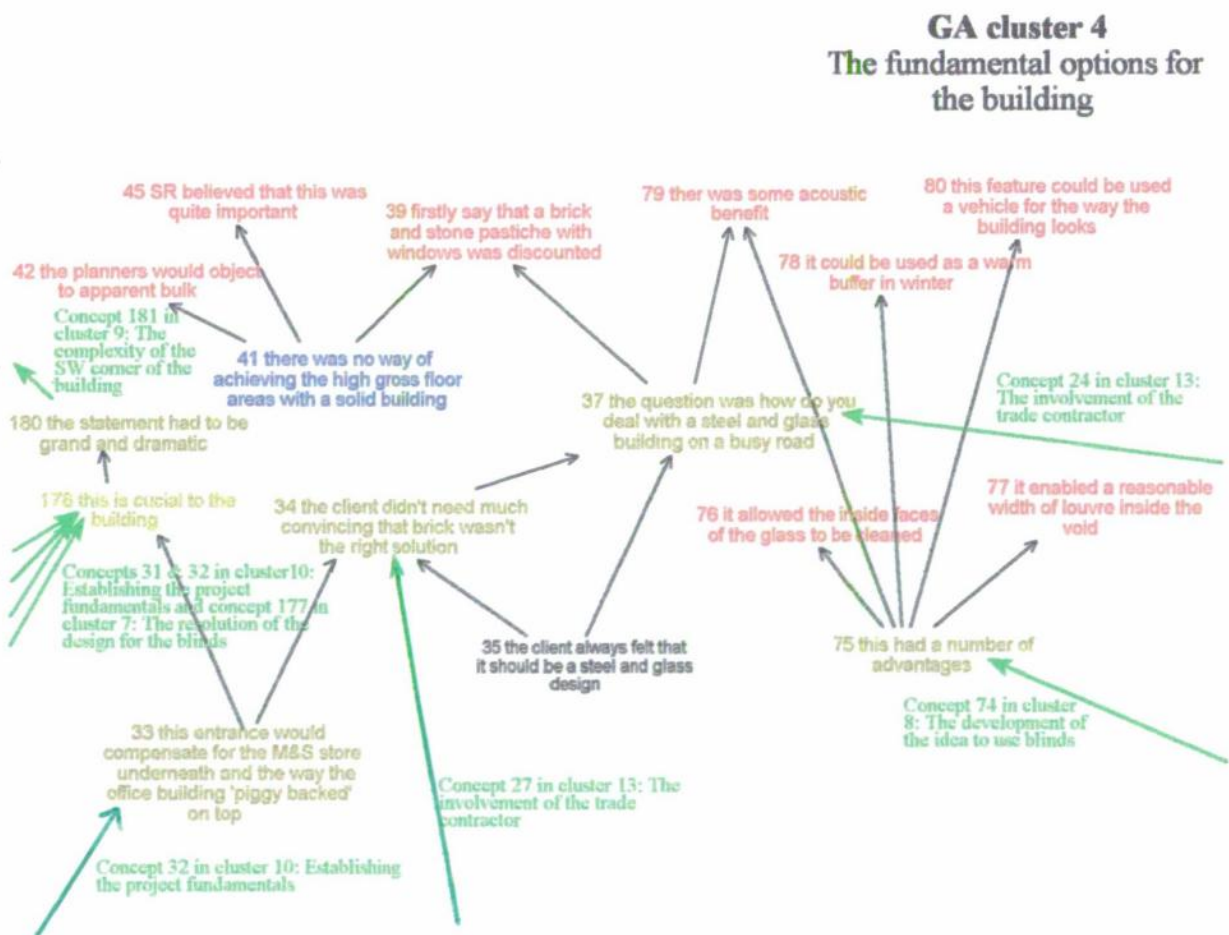 GA cluster 4
The fundamental options for
the building
45 SR believed that this was
quite important
39 firstly say that a brick
and stone pastiche with
windows was discounted
79 ther was some acoustic
benefit
80 this feature could be used
a vehicle for the way the
building looks
42 the planners would object
to apparent bulk
78 it could be used as a warm
buffer in winter
Concept 181 in
cluster 9: The
complexity of the
SW corner of the
building
41 there was no way of
achieving the high gross floor
areas with a solid building
37 the question was how do you
deal with a steel and glass
building on a busy road
Concept 24 in cluster 13:
The involvement of the
trade contractor
180 the statement had to be
grand and dramatic
176 this is cucial to the
building
34 the client didn't need much
convincing that brick wasn't
the right solution
76 it allowed the inside faces
of the glass to be cleaned
77 it enabled a reasonable
width of louvre inside the
void
Concepts 31 & 32 in cluster10:
Establishing the project
fundamentals and concept 177 in
cluster 7: The resolution of the
design for the blinds
35 the client always felt that
it should be a steel and glass
design
75 this had a number of
advantages
Concept 74 in cluster
8: The development of
the idea to use blinds
33 this entrance would
compensate for the M&S store
underneath and the way the
office building 'piggy backed'
on top
Concept 27 in cluster 13: The
involvement of the trade
contractor
Concept 32 in cluster 10: Establishing
the project fundamentals